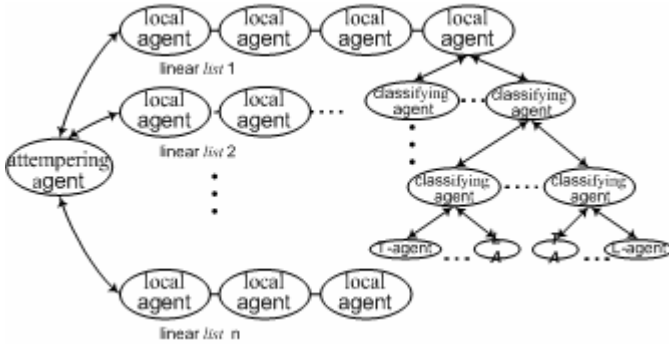 local local local local
agent agent agent agent
linear list 1
local local
agent agent
classifying classifying
agent agent
linear list 2
attempering
agent
classifying classifying
agent agent
T-agent T L-agent
A A
local local local
agent agent agent
linear list n